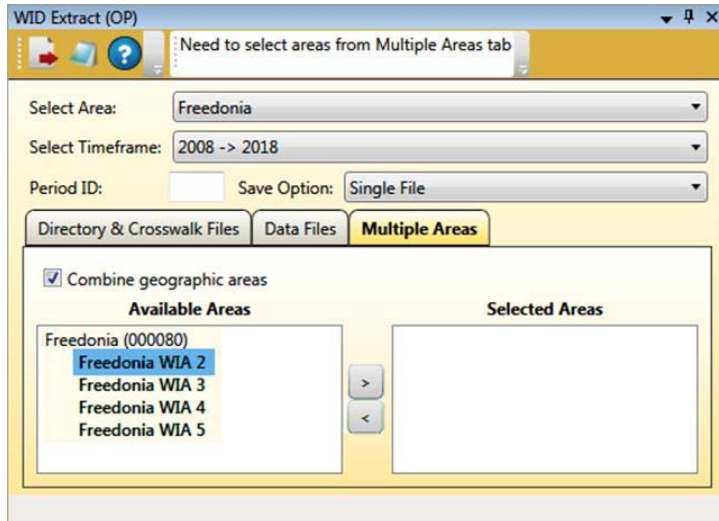 WID Extract (OP)
Need to select areas from Multiple Areas tab
Select Area: Freedonia
Select Timeframe: 2008 -> 2018
Period ID: Save Option: Single File
Directory & Crosswalk Files Data Files Multiple Areas
Combine geographic areas
Available Areas Selected Areas
Freedonia (000080)
Freedonia WIA 2
Freedonia WIA 3
>
Freedonia WIA 4
<
Freedonia WIA 5